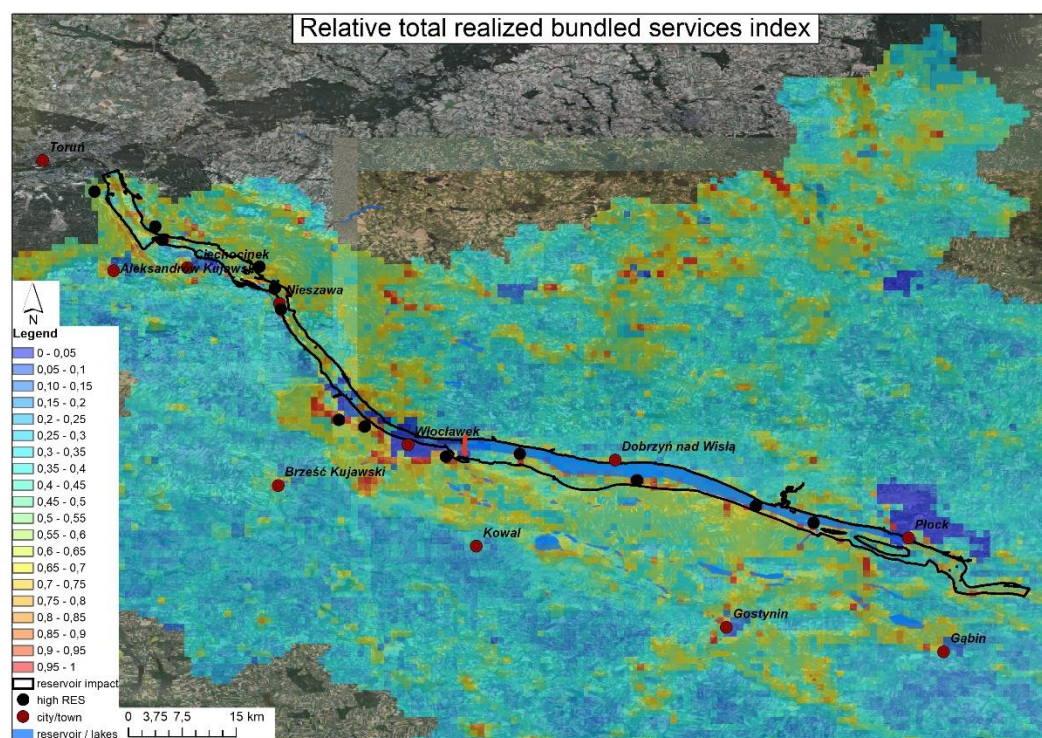 Relative total realized bundled services index
Toruń
Ciechocinek
Aleksandrów Kujawski
Nieszawa
Włocławek
Dobrzyń nad Wisłą
Brześć Kujawski
Płock
Kowal
Gostynin
Gąbin
N
Legend
0 - 0,05
0,05 - 0,1
0,10 - 0,15
0,15 - 0,2
0,2 - 0,25
0,25 - 0,3
0,3 - 0,35
0,35 - 0,4
0,4 - 0,45
0,45 - 0,5
0,5 - 0,55
0,55 - 0,6
0,6 - 0,65
0,65 - 0,7
0,7 - 0,75
0,75 - 0,8
0,8 - 0,85
0,85 - 0,9
0,9 - 0,95
0,95 - 1
reservoir impact
high RES
city/town
reservoir / lakes
0 3,75 7,5 15 km